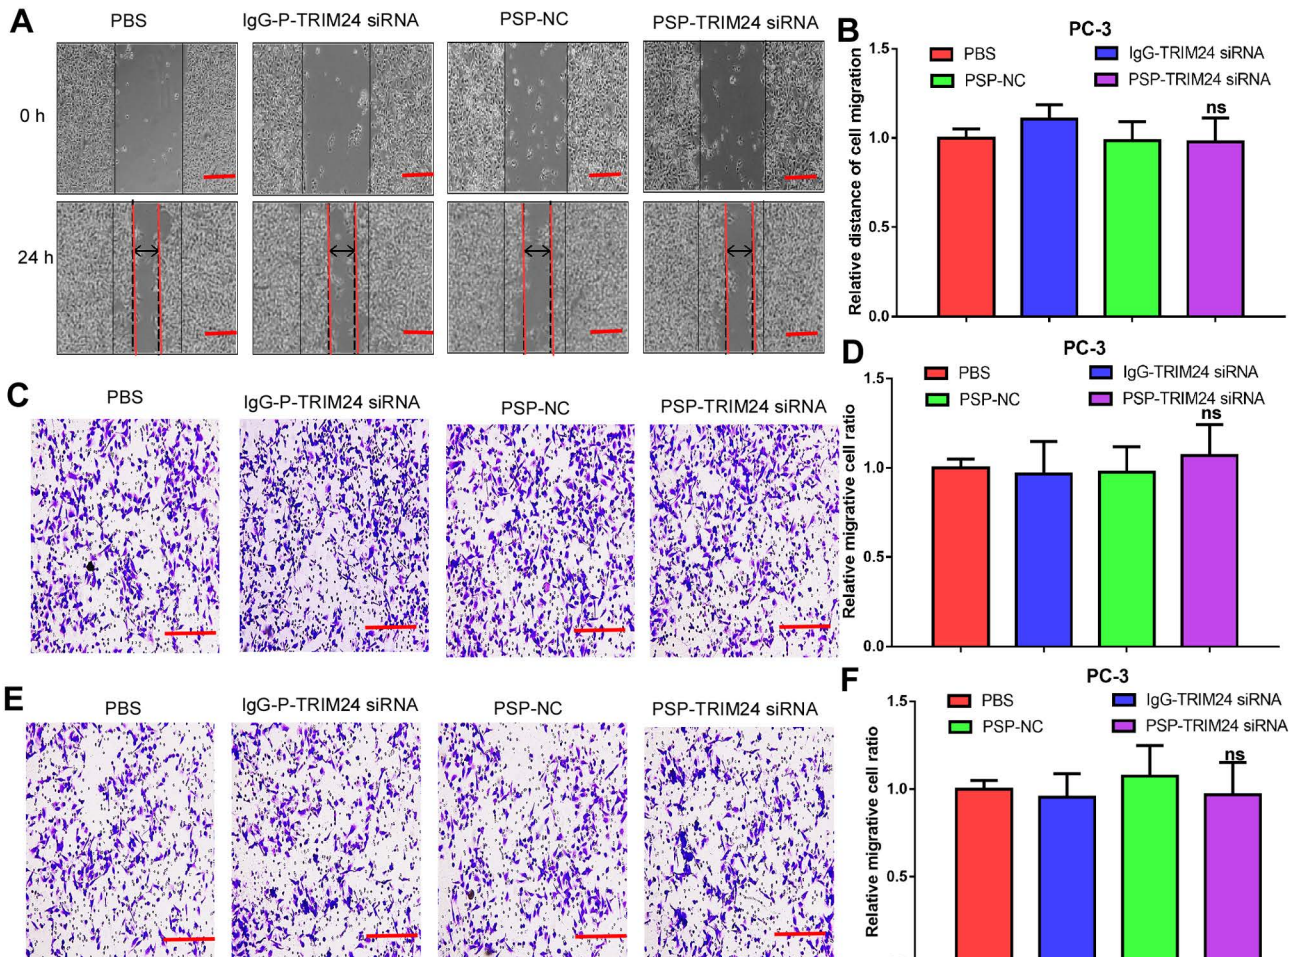 A
PBS
IgG-P-TRIM24 siRNA
PSP-NC
PSP-TRIM24 siRNA
0 h
24 h
B
PC-3
PBS
IgG-TRIM24 siRNA
PSP-NC
PSP-TRIM24 siRNA
Relative distance of cell migration
1.5
1.0
0.5
0.0
ns
C
PBS
IgG-P-TRIM24 siRNA
PSP-NC
PSP-TRIM24 siRNA
D
PC-3
PBS
IgG-TRIM24 siRNA
PSP-NC
PSP-TRIM24 siRNA
Relative migrative cell ratio
1.5
1.0
0.5
0.0
ns
E
PBS
IgG-P-TRIM24 siRNA
PSP-NC
PSP-TRIM24 siRNA
F
PC-3
PBS
IgG-TRIM24 siRNA
PSP-NC
PSP-TRIM24 siRNA
Relative migrative cell ratio
1.5
1.0
0.5
ns